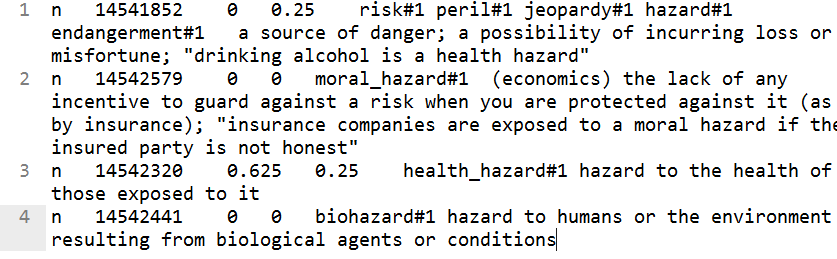 1 n 14541852 0 0.25 risk#1 peril#1 jeopardy#1 hazard#1
endangerment#1 a source of danger; a possibility of incurring loss or
misfortune; "drinking alcohol is a health hazard"
2 n 14542579 0 0 moral_hazard#1 (economics) the lack of any
incentive to guard against a risk when you are protected against it (as
by insurance); "insurance companies are exposed to a moral hazard if the
insured party is not honest"
3 n 14542320 0.625 0.25 health_hazard#1 hazard to the health of
those exposed to it
4 n 14542441 0 0 biohazard#1 hazard to humans or the environment
resulting from biological agents or conditions